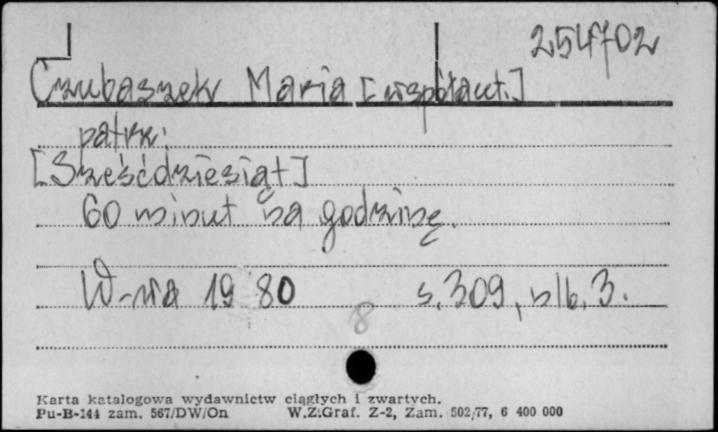 254702
Czubaszek Maria [współaut.]
patrz:
[Sześćdziesiąt]
60 minut na godzinę.
W-wa 1980 s. 309, nlb. 3.
8
Karta katalogowa wydawnictw ciągłych i zwartych.
Pu-B-144 zam. 567/DW/On W.Z.Graf. Z-2, Zam. 502/77, 6 400 000